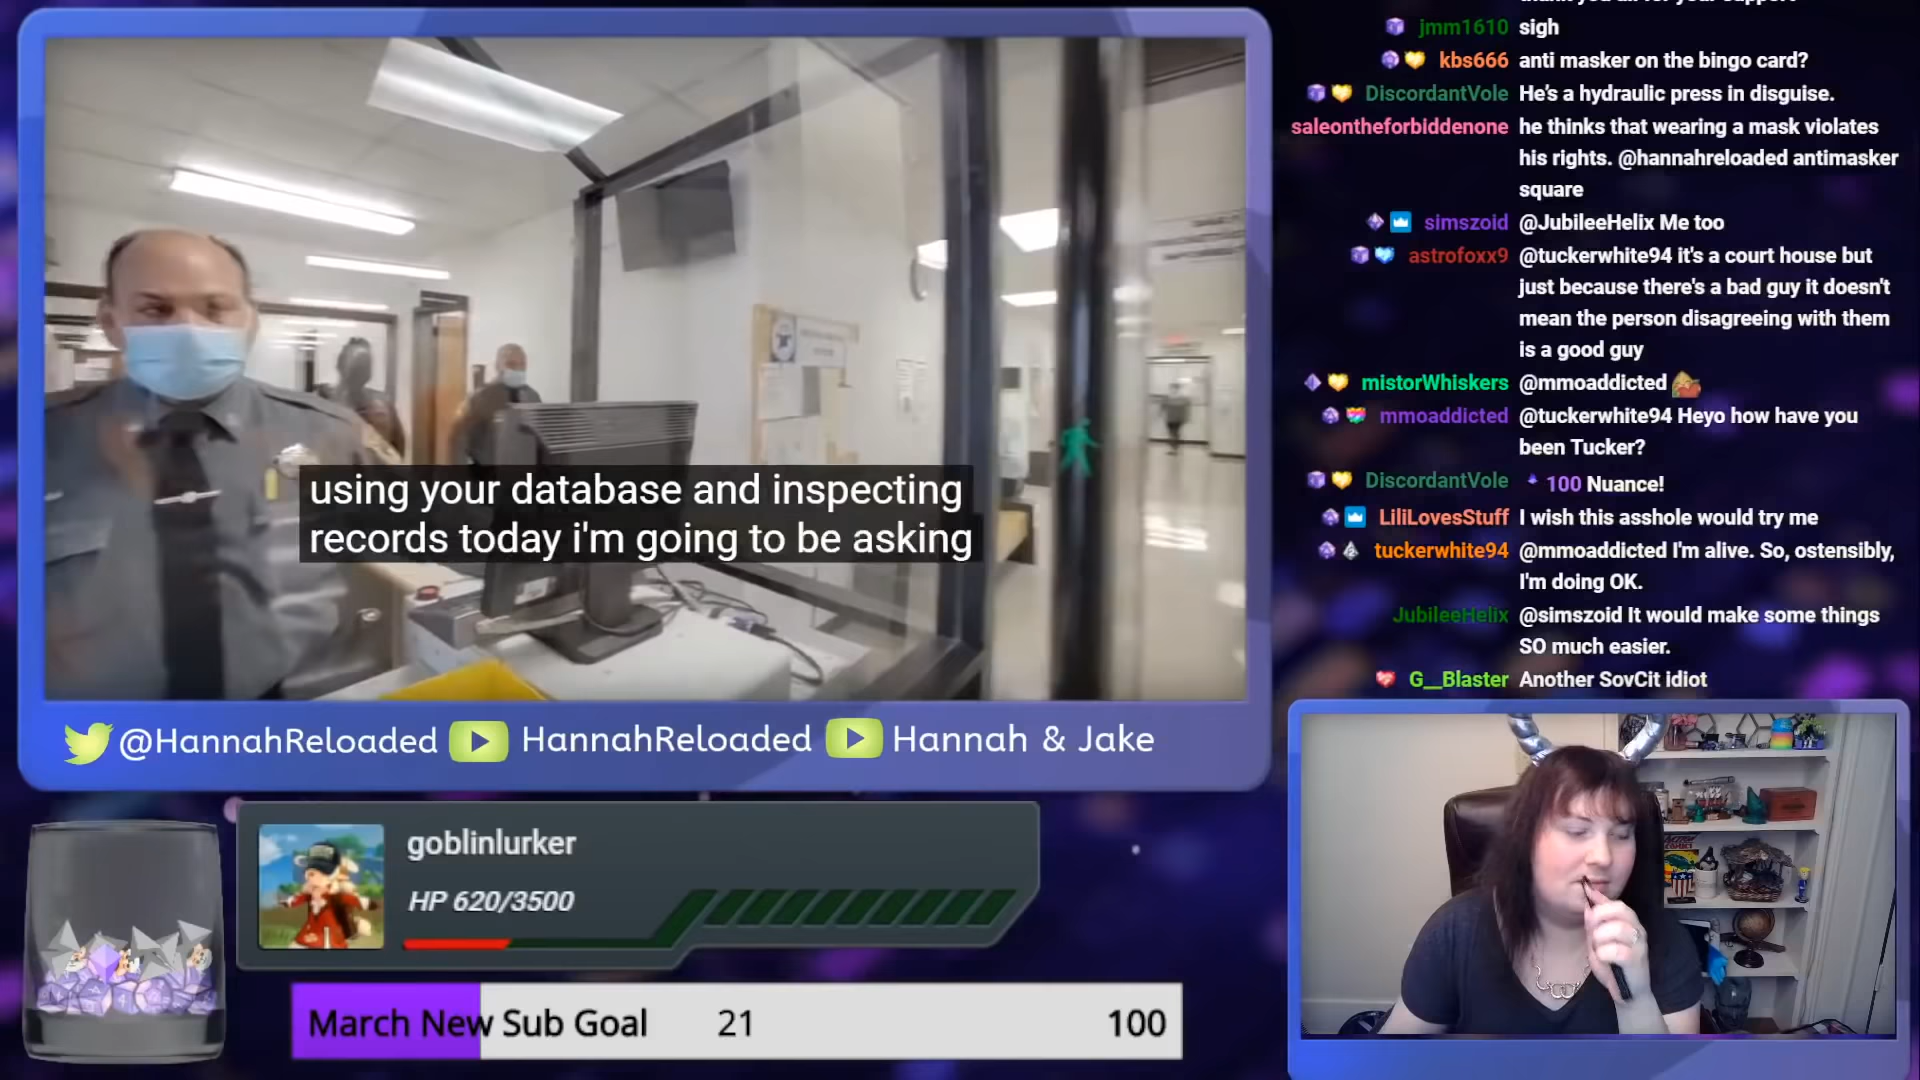 jmm1610 sigh
kbs666 anti masker on the bingo card?
DiscordantVole He's a hydraulic press in disguise.
saleontheforbiddenone he thinks that wearing a mask violates
his rights. @hannahreloaded antimasker
square
simszoid @JubileeHelix Me too
astrofoxx9 @tuckerwhite94 it's a court house but
just because there's a bad guy it doesn't
mean the person disagreeing with them
is a good guy
mistorWhiskers @mmoaddicted
mmoaddicted @tuckerwhite94 Heyo how have you
been Tucker?
DiscordantVole 100 Nuance!
LiliLovesStuff I wish this asshole would try me
tuckerwhite94 @mmoaddicted I'm alive. So, ostensibly,
I'm doing OK.
JubileeHelix @simszoid It would make some things
SO much easier.
G__Blaster Another SovCit idiot
using your database and inspecting
records today i'm going to be asking
@HannahReloaded HannahReloaded Hannah & Jake
goblinlurker
HP 620/3500
March New Sub Goal 21 100